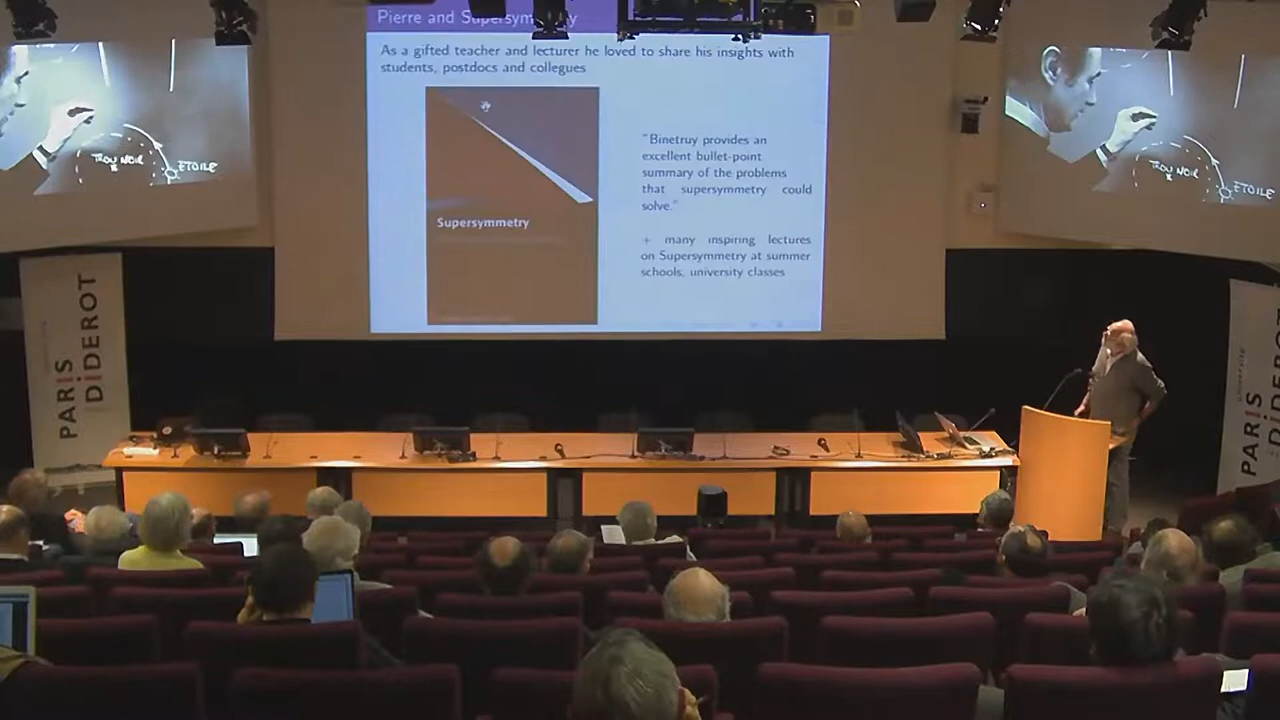 Pierre and Supersymmetry
As a gifted teacher and lecturer he loved to share his insights with
students, postdocs and collegues
Supersymmetry
"Binetruy provides an
excellent bullet-point
summary of the problems
that supersymmetry could
solve."
+ many inspiring lectures
on Supersymmetry at summer
schools, university classes
TROU NOIR
ETOILE
TROU NOIR
ETOILE
PARIS
DIDEROT
université
PARIS
DIDEROT